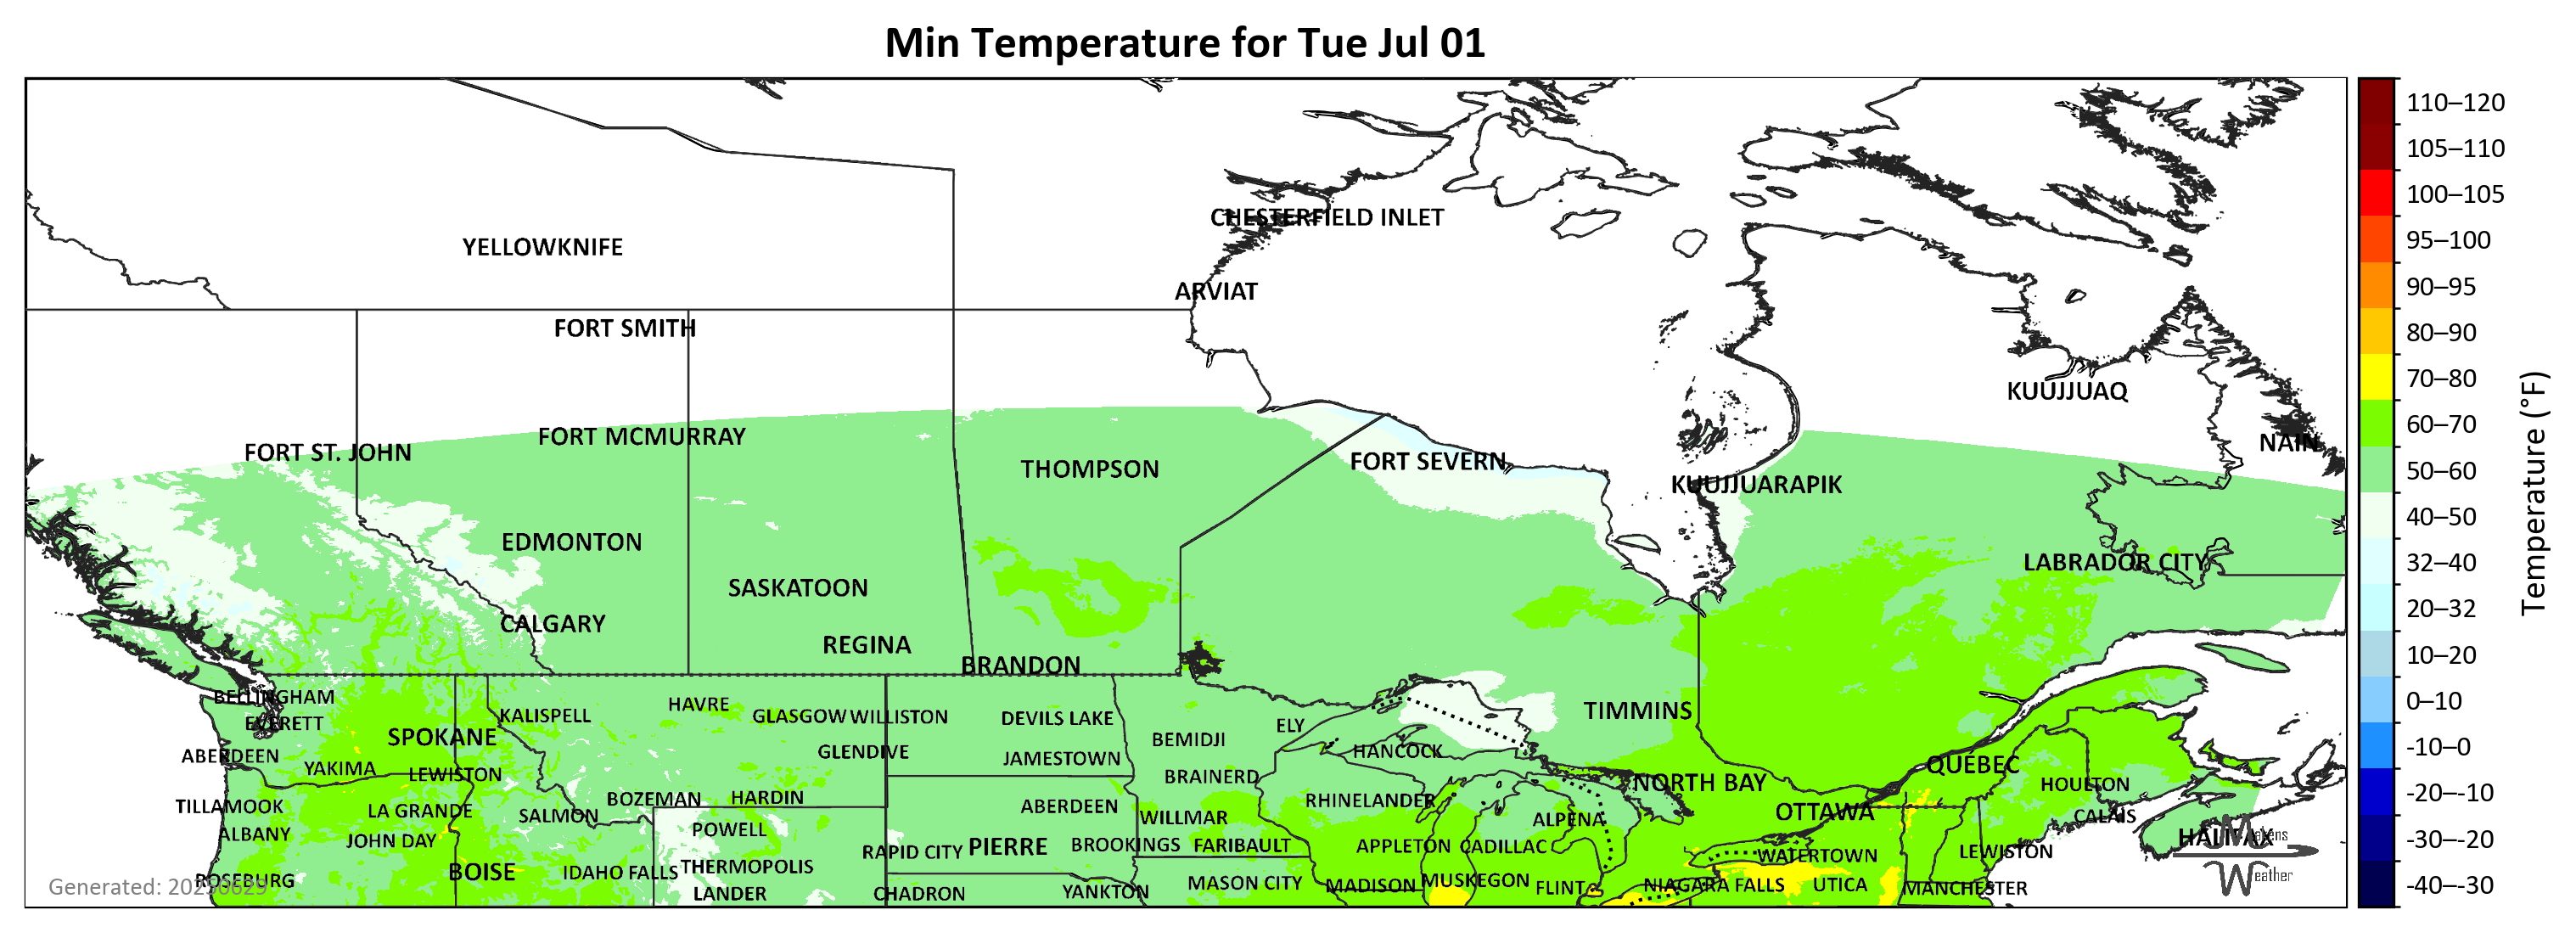 Min Temperature for Tue Jul 01
CHESTERFIELD INLET
YELLOWKNIFE
ARVIAT
FORT SMITH
KUUJJUAQ
FORT MCMURRAY
NAIN
FORT ST. JOHN
FORT SEVERN
THOMPSON
KUUJJUARAPIK
EDMONTON
LABRADOR CITY
SASKATOON
CALGARY
REGINA
BRANDON
BELLINGHAM
HAVRE
TIMMINS
KALISPELL
GLASGOW
WILLISTON
DEVILS LAKE
EVERETT
ELY
SPOKANE
BEMIDJI
HANCOCK
ABERDEEN
GLENDIVE
JAMESTOWN
QUÉBEC
YAKIMA
LEWISTON
BRAINERD
NORTH BAY
HOULTON
BOZEMAN
HARDIN
RHINELANDER
TILLAMOOK
LA GRANDE
SALMON
ABERDEEN
WILLMAR
ALPENA
OTTAWA
CALAIS
ALBANY
JOHN DAY
POWELL
HALIFAX
Makens
Weather
RAPID CITY
PIERRE
BROOKINGS
FARIBAULT
APPLETON
CADILLAC
WATERTOWN
LEWISTON
BOISE
IDAHO FALLS
THERMOPOLIS
ROSEBURG
Generated: 20250629
LANDER
CHADRON
YANKTON
MASON CITY
MADISON
MUSKEGON
FLINT
NIAGARA FALLS
UTICA
MANCHESTER
110–120
105–110
100–105
95–100
90–95
80–90
70–80
60–70
50–60
40–50
32–40
20–32
10–20
0–10
-10–0
-20–-10
-30–-20
-40–-30
Temperature (°F)